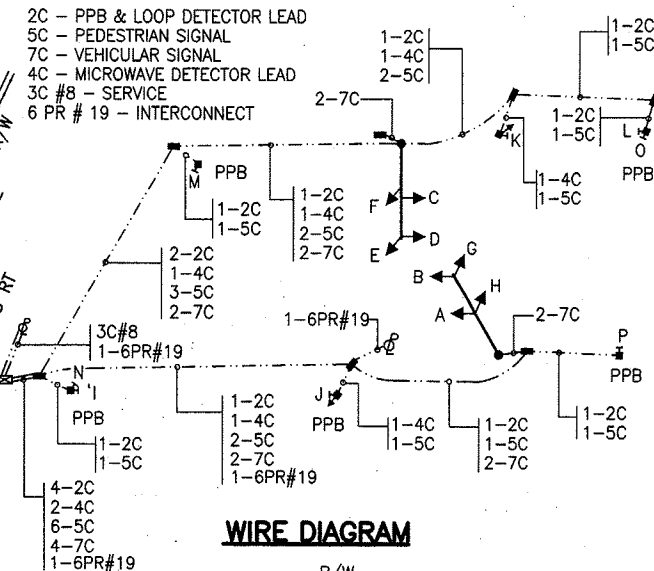 2C – PPB & LOOP DETECTOR LEAD
5C – PEDESTRIAN SIGNAL
7C – VEHICULAR SIGNAL
4C – MICROWAVE DETECTOR LEAD
3C #8 – SERVICE
6 PR # 19 – INTERCONNECT
1-2C
1-4C
2-5C
1-2C
1-5C
2-7C
K
1-2C
1-5C
L
O
PPB
M
PPB
1-2C
1-5C
1-2C
1-4C
2-5C
2-7C
F
C
E
D
1-4C
1-5C
2-2C
1-4C
3-5C
2-7C
G
B
H
A
RT
3C#8
1-6PR#19
1-6PR#19
2-7C
P
PPB
N
I
PPB
J
PPB
1-2C
1-5C
1-2C
1-4C
2-5C
2-7C
1-6PR#19
1-4C
1-5C
1-2C
1-5C
2-7C
1-2C
1-5C
4-2C
2-4C
6-5C
4-7C
1-6PR#19
WIRE DIAGRAM
R/W